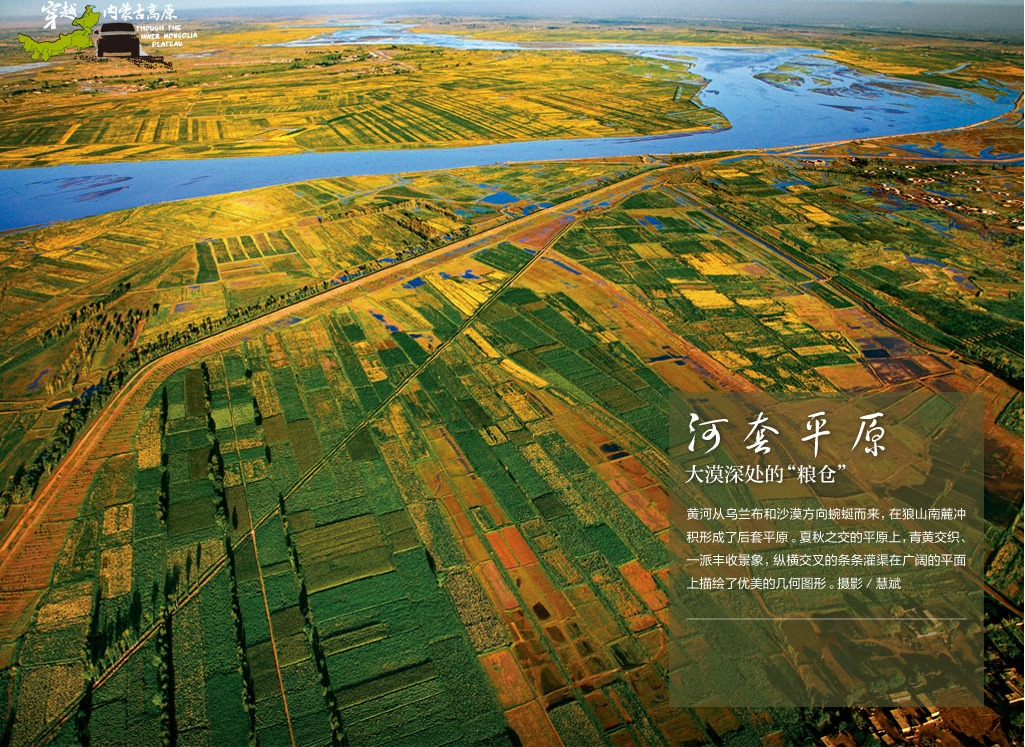 穿越 内蒙古高原
THOUGH THE
INNER MONGOLIA
PLATEAU
河套平原
大漠深处的“粮仓”
黄河从乌兰布和沙漠方向蜿蜒而来，在狼山南麓冲
积形成了后套平原。夏秋之交的平原上，青黄交织、
一派丰收景象，纵横交叉的条条灌渠在广阔的平面
上描绘了优美的几何图形。摄影 / 慧斌